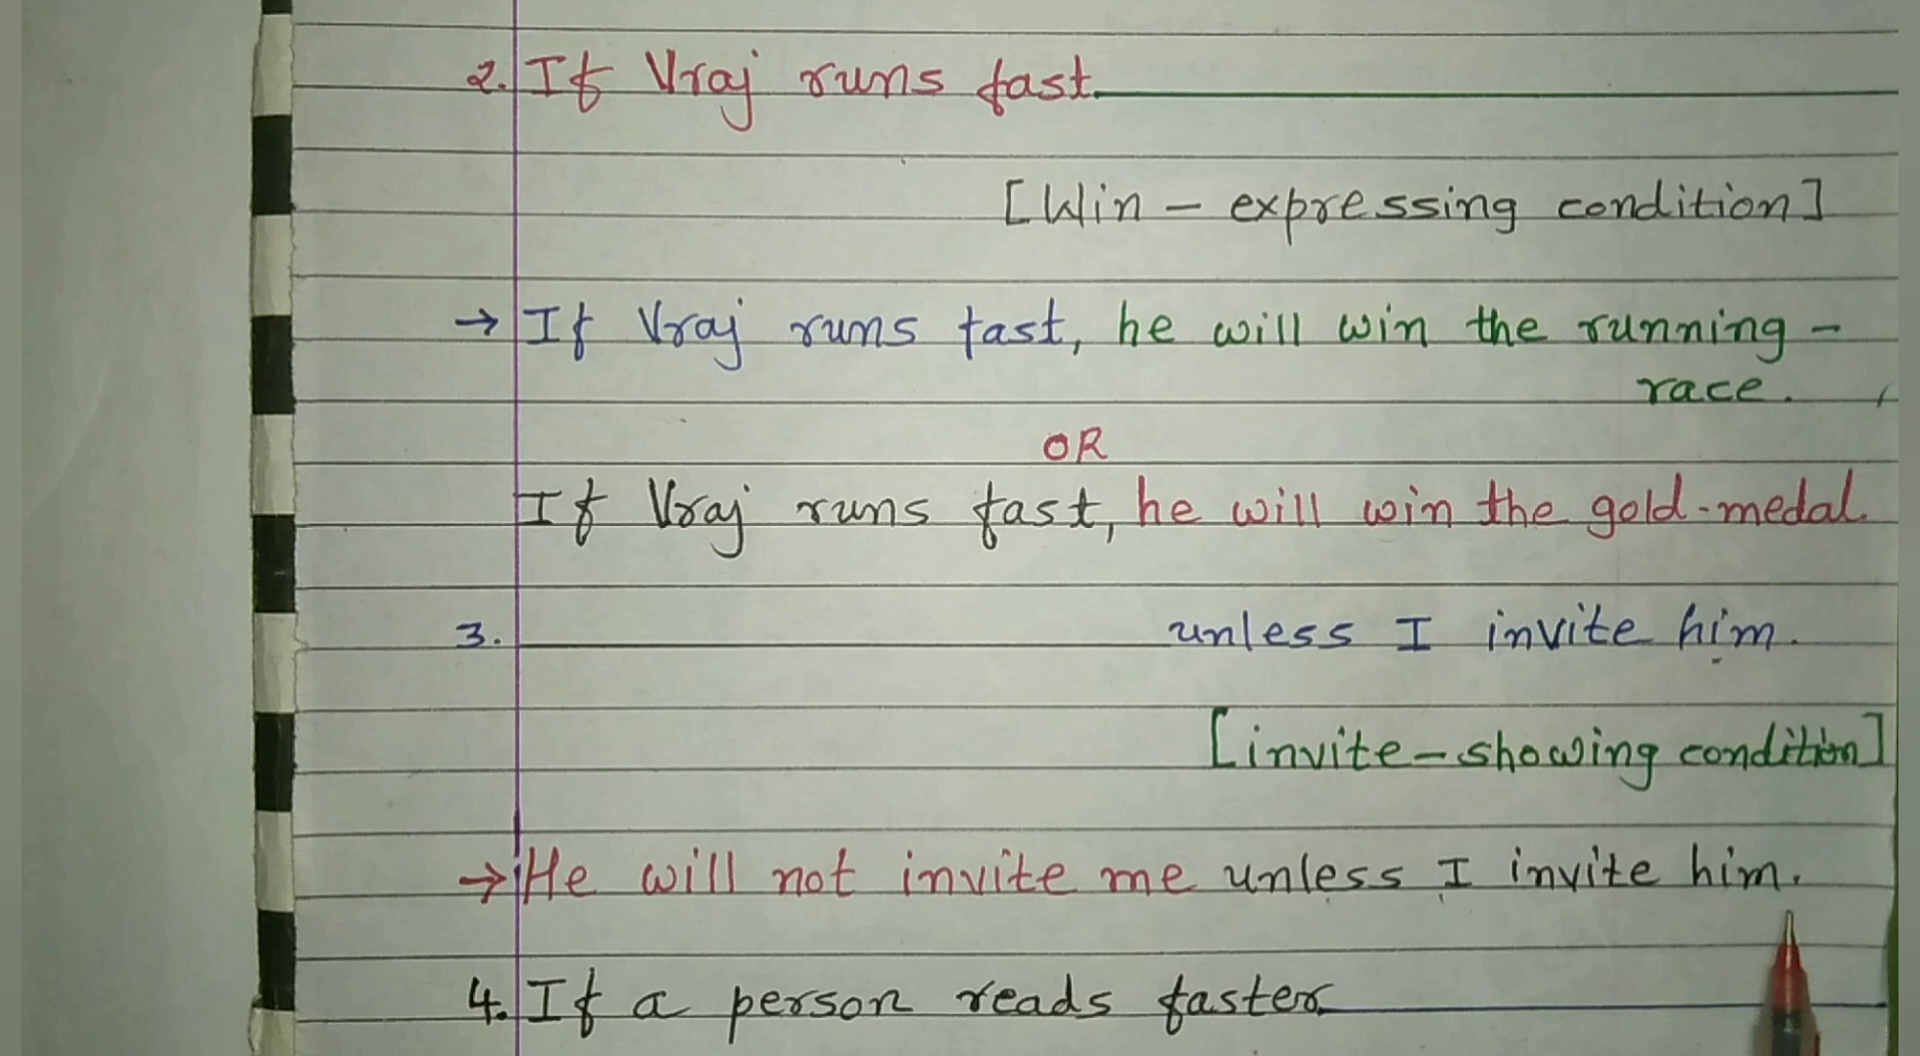 2. If Vraj runs fast.
[Win - expressing condition]
→ If Vraj runs fast, he will win the running -
race.
OR
If Vraj runs fast, he will win the gold-medal.
3. unless I invite him.
[invite-showing condition]
→ He will not invite me unless I invite him.
4. If a person reads faster